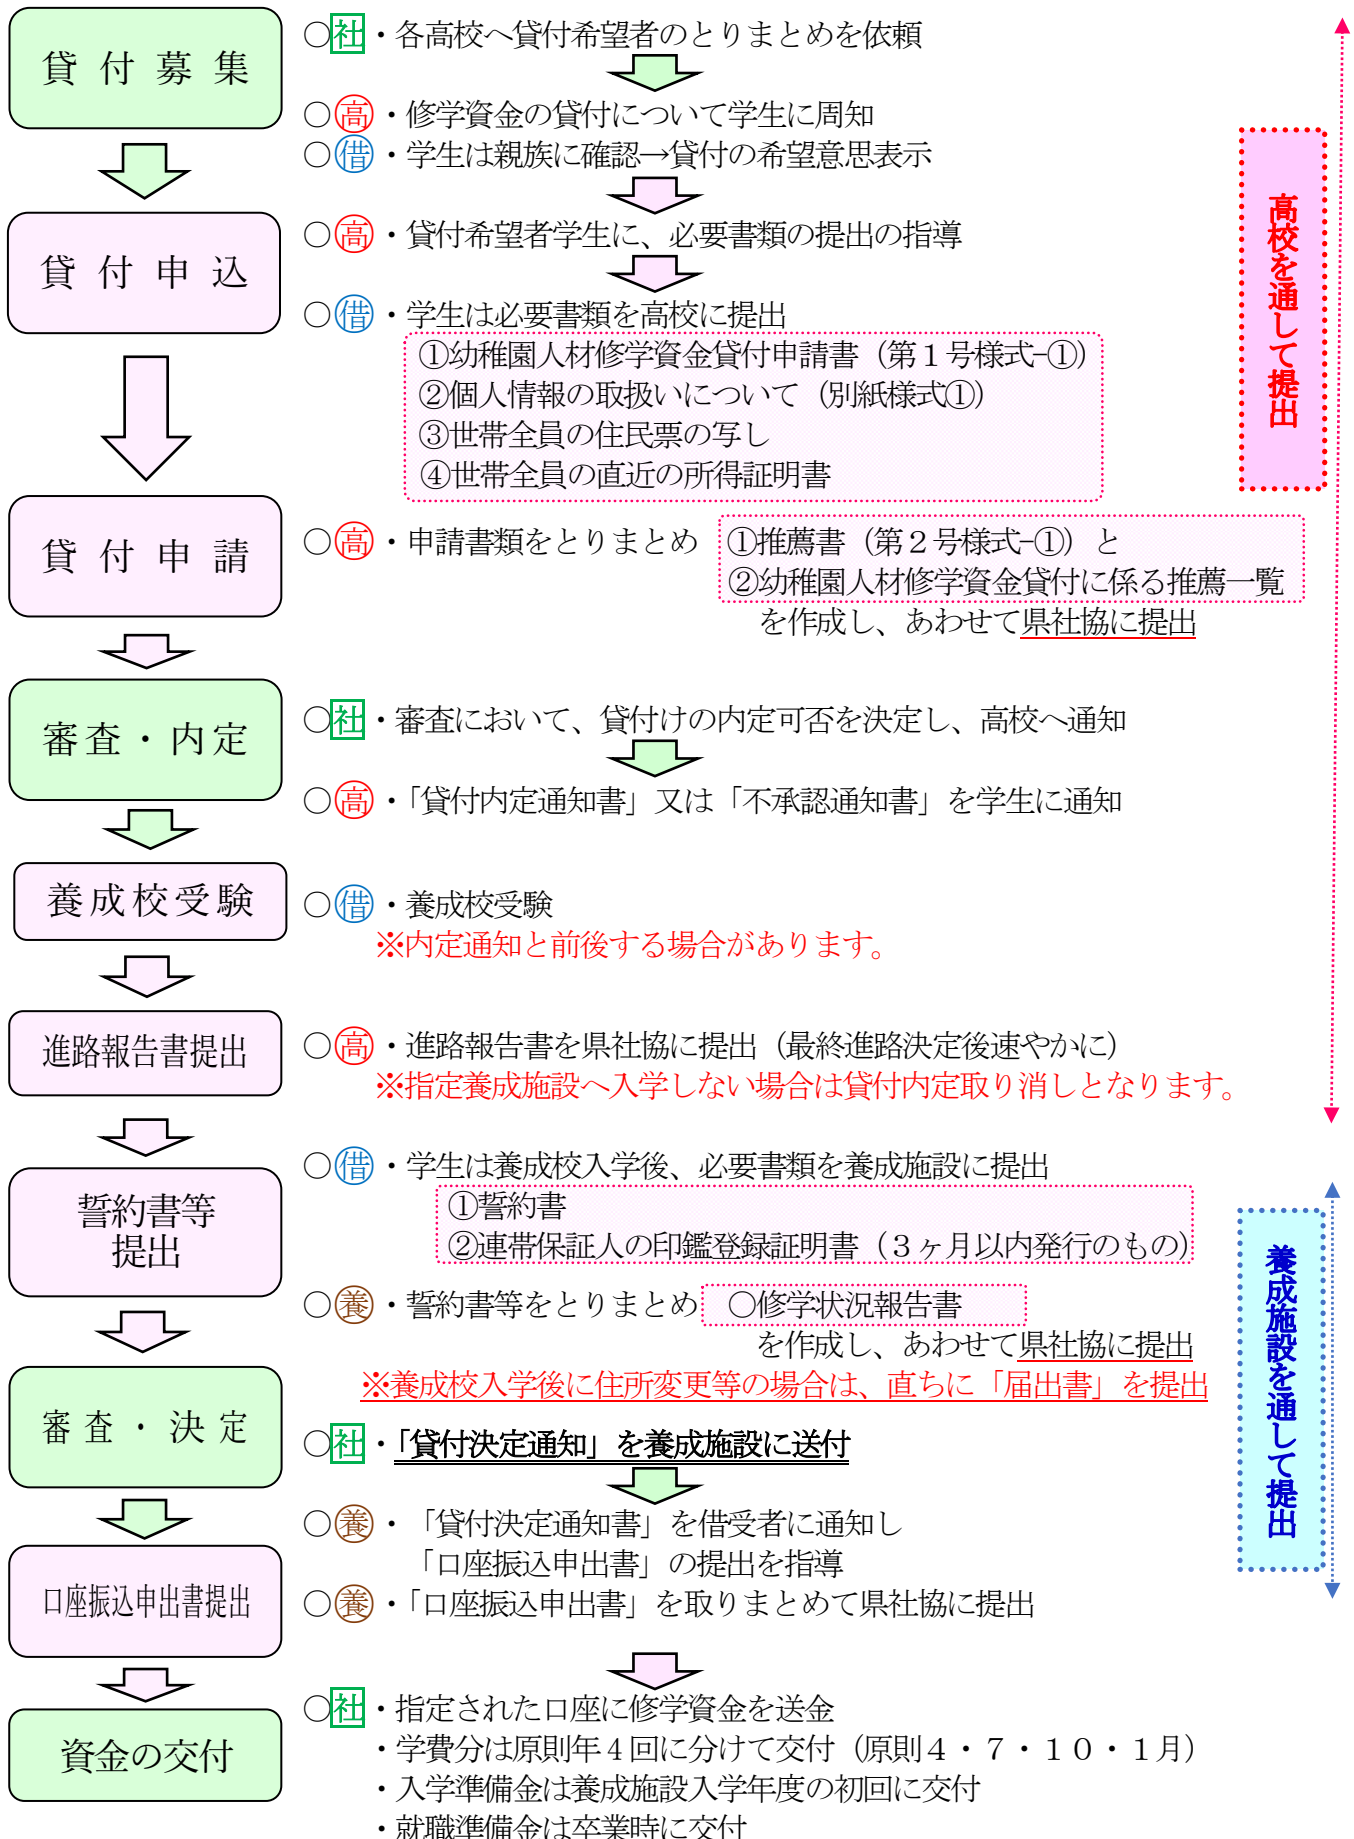 貸付募集
○社・各高校へ貸付希望者のとりまとめを依頼
○高・修学資金の貸付について学生に周知
○借・学生は親族に確認→貸付の希望意思表示
貸付申込
○高・貸付希望者学生に、必要書類の提出の指導
○借・学生は必要書類を高校に提出
①幼稚園人材修学資金貸付申請書（第１号様式-①）
②個人情報の取扱いについて（別紙様式①）
③世帯全員の住民票の写し
④世帯全員の直近の所得証明書
貸付申請
○高・申請書類をとりまとめ
①推薦書（第２号様式-①）と
②幼稚園人材修学資金貸付に係る推薦一覧
を作成し、あわせて県社協に提出
審査・内定
○社・審査において、貸付けの内定可否を決定し、高校へ通知
○高・「貸付内定通知書」又は「不承認通知書」を学生に通知
養成校受験
○借・養成校受験
※内定通知と前後する場合があります。
進路報告書提出
○高・進路報告書を県社協に提出（最終進路決定後速やかに）
※指定養成施設へ入学しない場合は貸付内定取り消しとなります。
高校を通して提出
誓約書等
提出
○借・学生は養成校入学後、必要書類を養成施設に提出
①誓約書
②連帯保証人の印鑑登録証明書（３ヶ月以内発行のもの）
○養・誓約書等をとりまとめ
○修学状況報告書
を作成し、あわせて県社協に提出
※養成校入学後に住所変更等の場合は、直ちに「届出書」を提出
審査・決定
○社・「貸付決定通知」を養成施設に送付
○養・「貸付決定通知書」を借受者に通知し
「口座振込申出書」の提出を指導
口座振込申出書提出
○養・「口座振込申出書」を取りまとめて県社協に提出
養成施設を通して提出
資金の交付
○社・指定された口座に修学資金を送金
・学費分は原則年４回に分けて交付（原則４・７・１０・１月）
・入学準備金は養成施設入学年度の初回に交付
・就職準備金は卒業時に交付